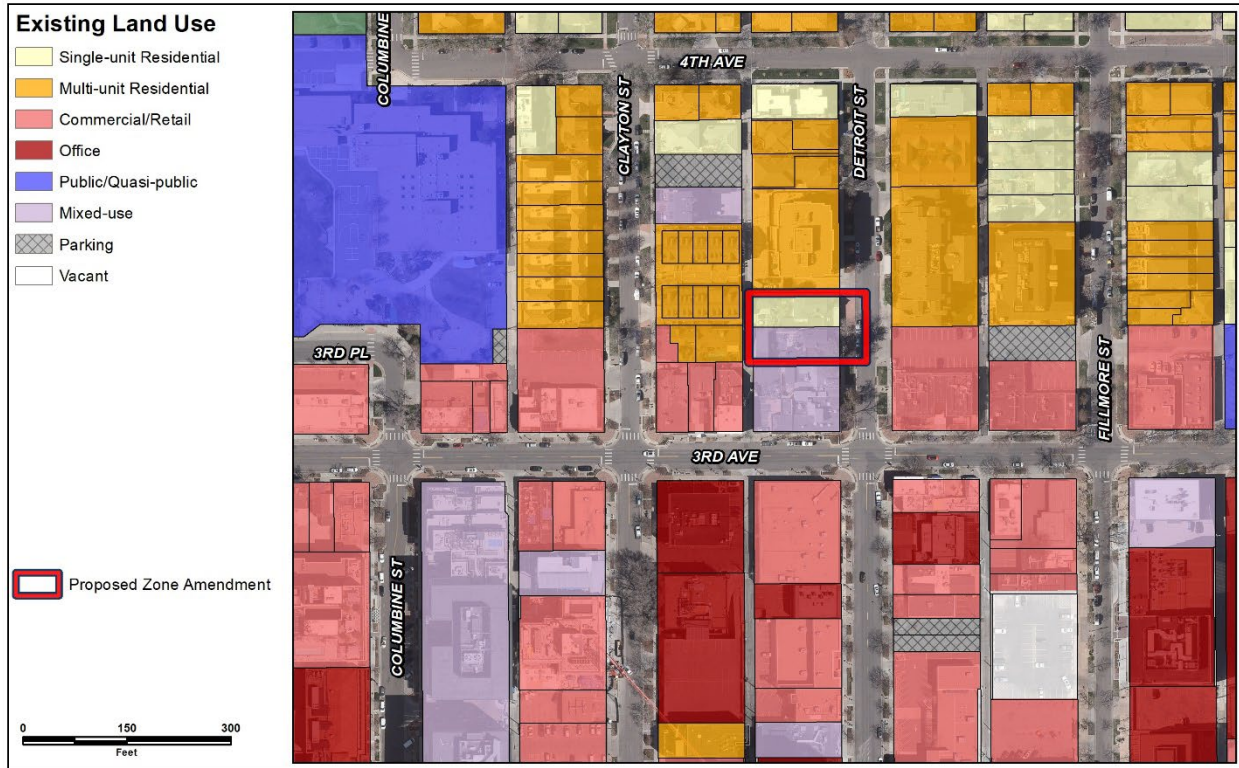 Existing Land Use
Single-unit Residential
Multi-unit Residential
Commercial/Retail
Office
Public/Quasi-public
Mixed-use
Parking
Vacant
Proposed Zone Amendment
0 150 300
Feet
COLUMBINE
4TH AVE
CLAYTON ST
DETROIT ST
3RD PL
FILLMORE ST
3RD AVE
COLUMBINE ST